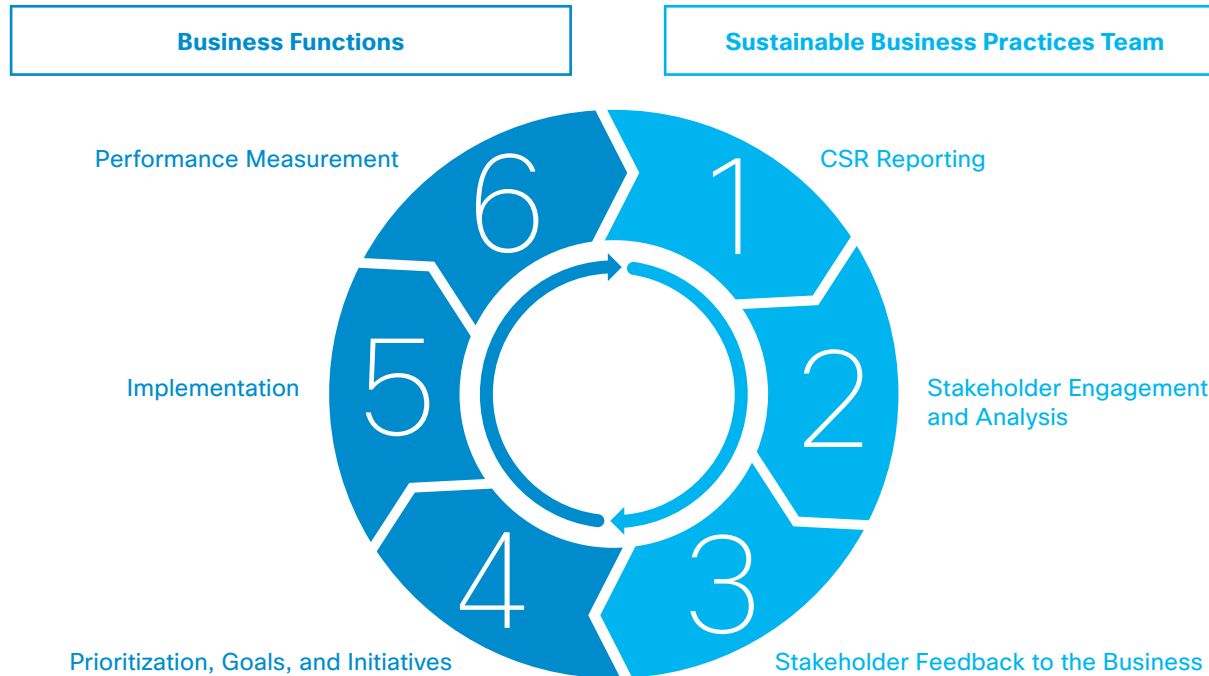 Business Functions
Sustainable Business Practices Team
1
CSR Reporting
2
Stakeholder Engagement
and Analysis
3
Stakeholder Feedback to the Business
4
Prioritization, Goals, and Initiatives
5
Implementation
6
Performance Measurement